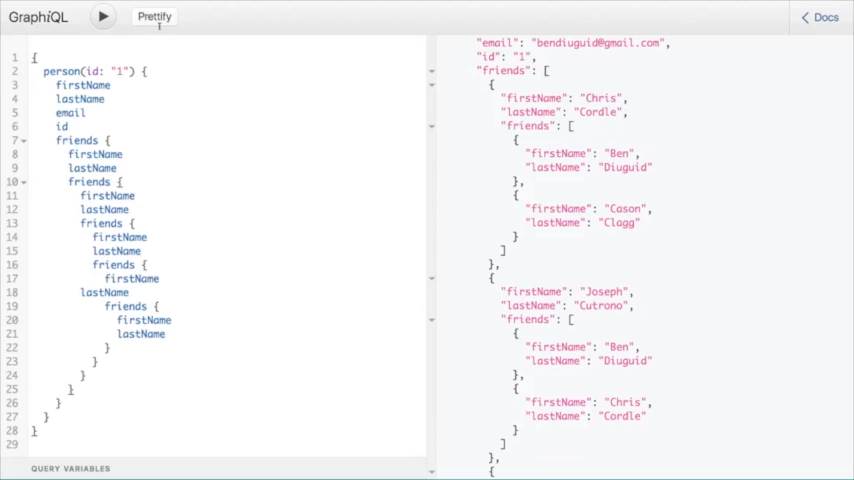 GraphiQL
Prettify
Docs
1 {
2 person(id: "1") {
3 firstName
4 lastName
5 email
6 id
7 friends {
8 firstName
9 lastName
10 friends {
11 firstName
12 lastName
13 friends {
14 firstName
15 lastName
16 friends {
17 firstName
18 lastName
19 friends {
20 firstName
21 lastName
22 }
23 }
24 }
25 }
26 }
27 }
28 }
29
QUERY VARIABLES
"email": "bendiuguid@gmail.com",
"id": "1",
"friends": [
{
"firstName": "Chris",
"lastName": "Cordle",
"friends": [
{
"firstName": "Ben",
"lastName": "Diuguid"
},
{
"firstName": "Cason",
"lastName": "Clagg"
}
]
},
{
"firstName": "Joseph",
"lastName": "Cutrono",
"friends": [
{
"firstName": "Ben",
"lastName": "Diuguid"
},
{
"firstName": "Chris",
"lastName": "Cordle"
}
]
},
{